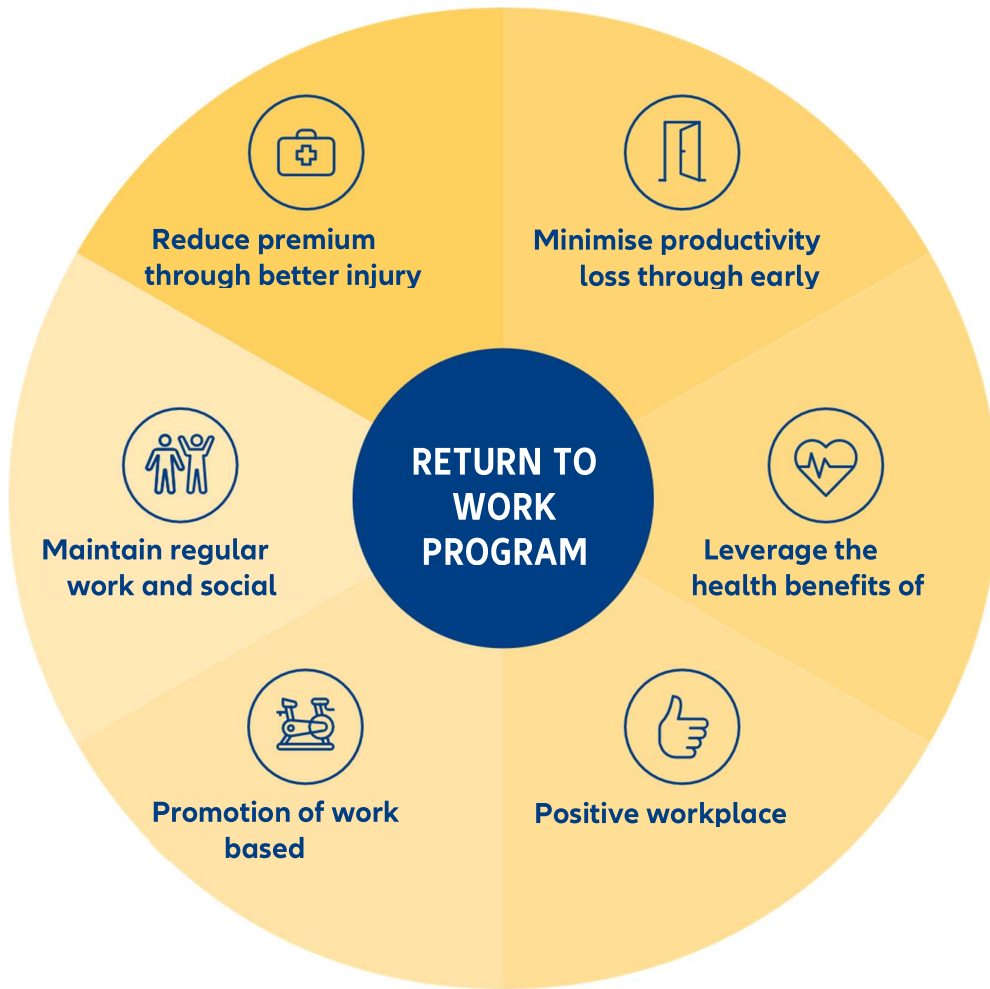 Reduce premium
through better injury
Minimise productivity
loss through early
Maintain regular
work and social
RETURN TO
WORK
PROGRAM
Leverage the
health benefits of
Promotion of work
based
Positive workplace